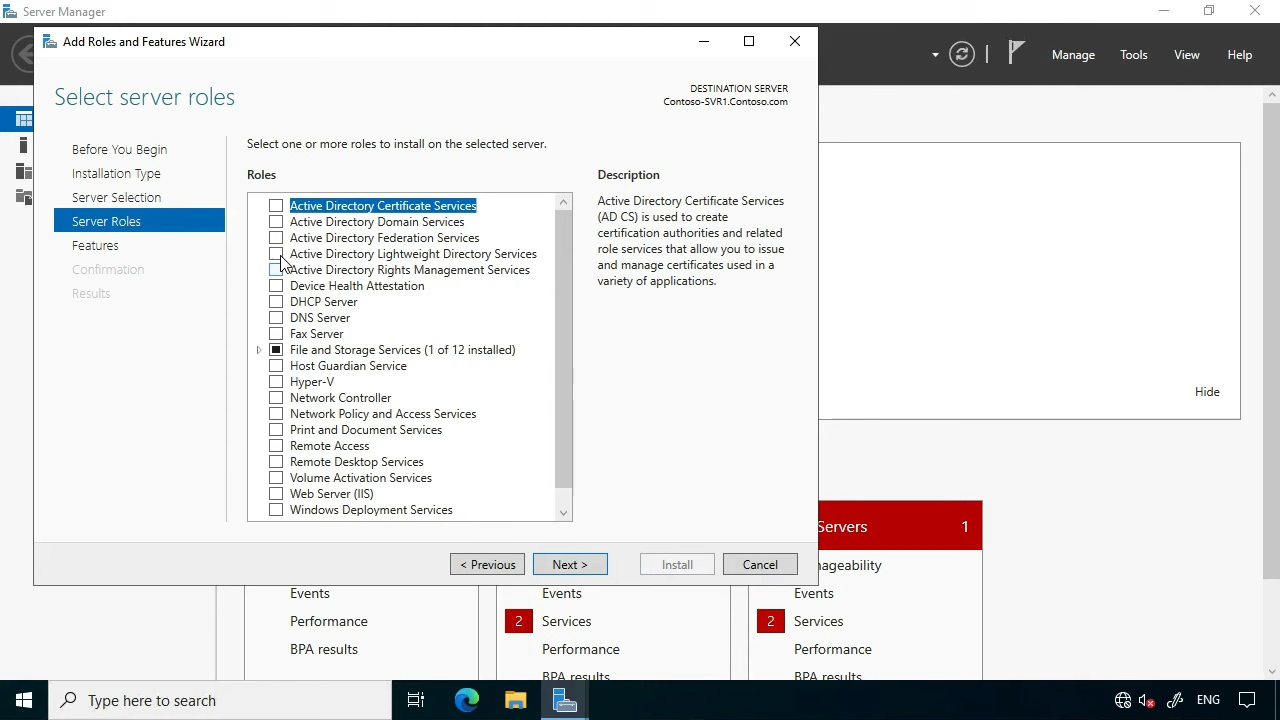 Server Manager
Add Roles and Features Wizard
Manage
Tools
View
Help
Select server roles
DESTINATION SERVER
Contoso-SVR1.Contoso.com
Before You Begin
Installation Type
Server Selection
Server Roles
Features
Confirmation
Results
Select one or more roles to install on the selected server.
Roles
Active Directory Certificate Services
Active Directory Domain Services
Active Directory Federation Services
Active Directory Lightweight Directory Services
Active Directory Rights Management Services
Device Health Attestation
DHCP Server
DNS Server
Fax Server
File and Storage Services (1 of 12 installed)
Host Guardian Service
Hyper-V
Network Controller
Network Policy and Access Services
Print and Document Services
Remote Access
Remote Desktop Services
Volume Activation Services
Web Server (IIS)
Windows Deployment Services
Description
Active Directory Certificate Services
(AD CS) is used to create
certification authorities and related
role services that allow you to issue
and manage certificates used in a
variety of applications.
< Previous
Next >
Install
Cancel
Hide
Servers 1
nageability
Events
Performance
BPA results
Events
2 Services
Performance
BPA results
Events
2 Services
Performance
BPA results
Type here to search
ENG